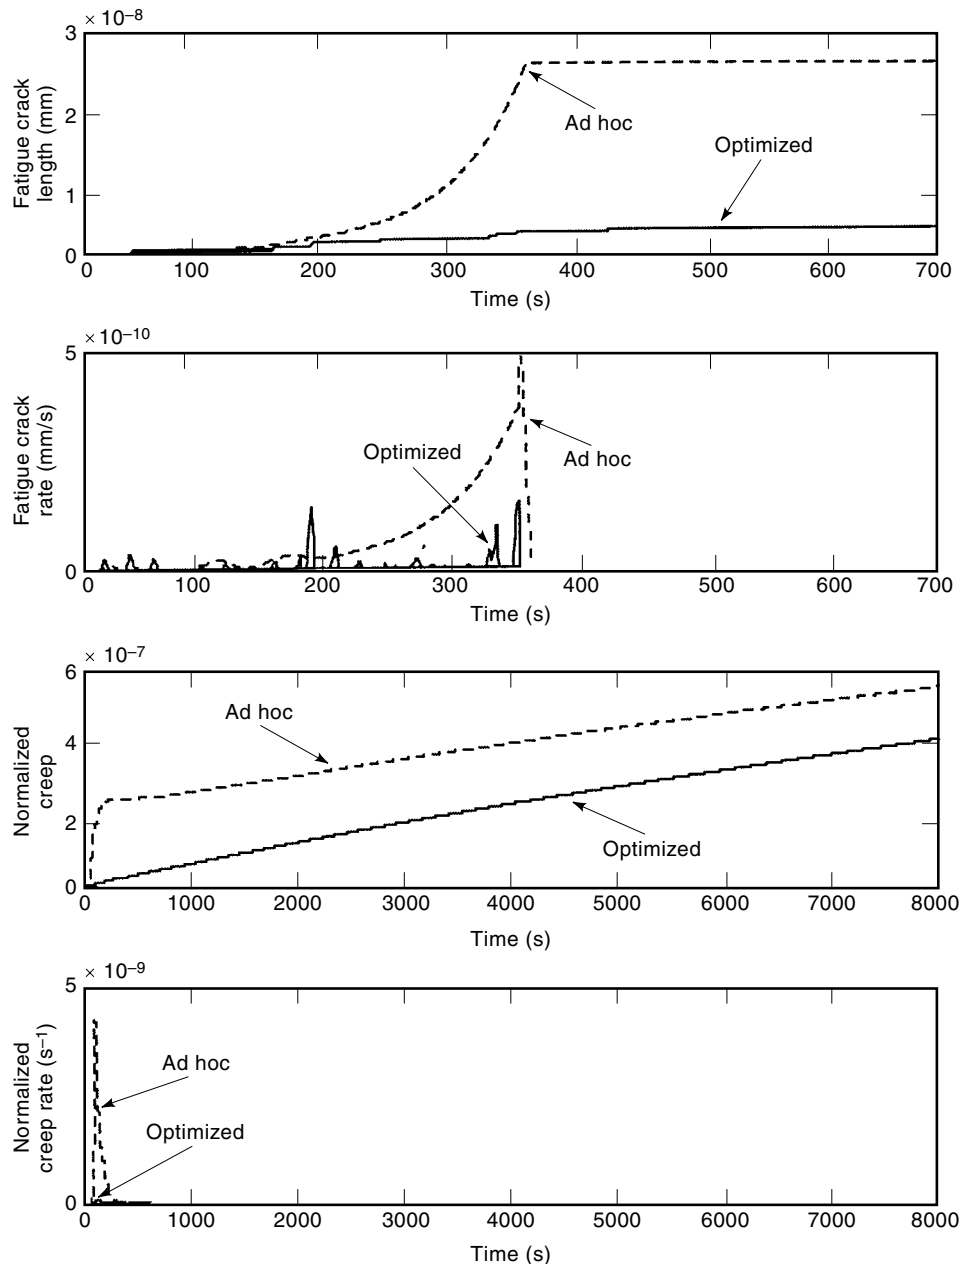 × 10–8
3
2
1
0
Fatigue crack
length (mm)
Ad hoc
Optimized
0 100 200 300 400 500 600 700
Time (s)
× 10–10
5
0
Fatigue crack
rate (mm/s)
Optimized
Ad hoc
0 100 200 300 400 500 600 700
Time (s)
× 10–7
6
4
2
0
Normalized
creep
Ad hoc
Optimized
0 1000 2000 3000 4000 5000 6000 7000 8000
Time (s)
× 10–9
5
0
Normalized
creep rate (s–1)
Ad hoc
Optimized
0 1000 2000 3000 4000 5000 6000 7000 8000
Time (s)